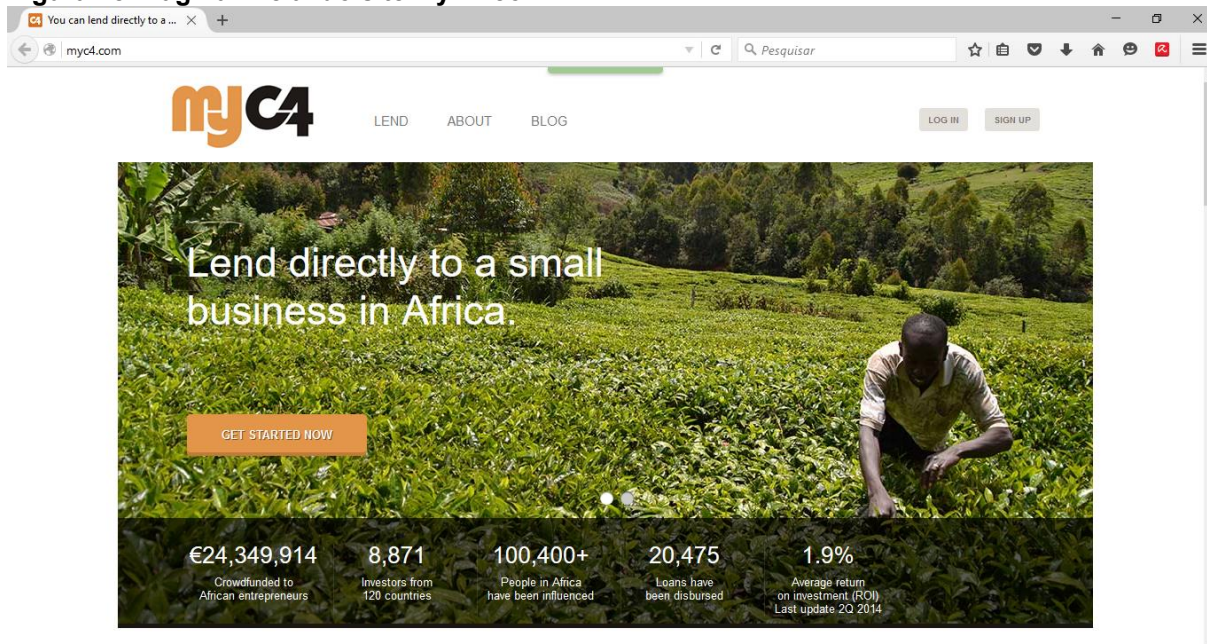 You can lend directly to a ...
myc4.com
Pesquisar
myC4
LEND ABOUT BLOG
LOG IN SIGN UP
Lend directly to a small
business in Africa.
GET STARTED NOW
€24,349,914 8,871 100,400+ 20,475 1.9%
Crowdfunded to Investors from People in Africa Loans have Average return
African entrepreneurs 120 countries have been influenced been disbursed on investment (ROI)
Last update 2Q 2014